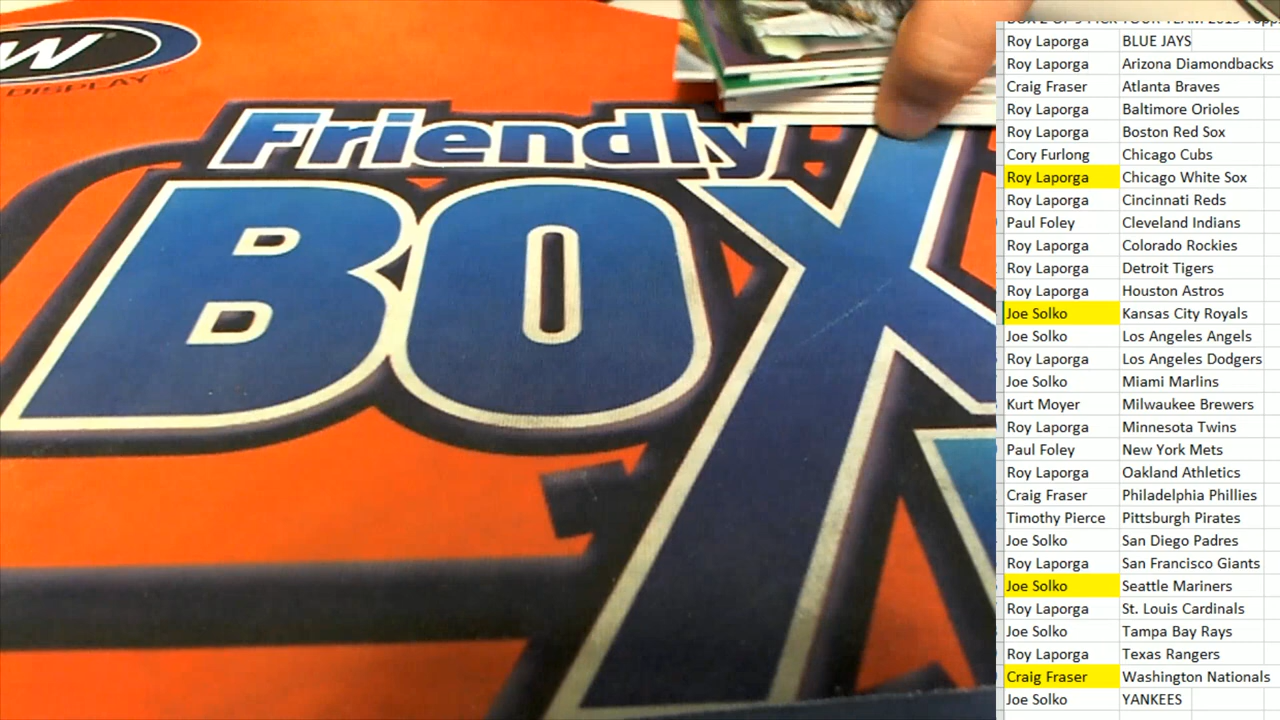 W
DISPLAY
Friendly
BOX
Roy Laporga BLUE JAYS
Roy Laporga Arizona Diamondbacks
Craig Fraser Atlanta Braves
Roy Laporga Baltimore Orioles
Roy Laporga Boston Red Sox
Cory Furlong Chicago Cubs
Roy Laporga Chicago White Sox
Roy Laporga Cincinnati Reds
Paul Foley Cleveland Indians
Roy Laporga Colorado Rockies
Roy Laporga Detroit Tigers
Roy Laporga Houston Astros
Joe Solko Kansas City Royals
Joe Solko Los Angeles Angels
Roy Laporga Los Angeles Dodgers
Joe Solko Miami Marlins
Kurt Moyer Milwaukee Brewers
Roy Laporga Minnesota Twins
Paul Foley New York Mets
Roy Laporga Oakland Athletics
Craig Fraser Philadelphia Phillies
Timothy Pierce Pittsburgh Pirates
Joe Solko San Diego Padres
Roy Laporga San Francisco Giants
Joe Solko Seattle Mariners
Roy Laporga St. Louis Cardinals
Joe Solko Tampa Bay Rays
Roy Laporga Texas Rangers
Craig Fraser Washington Nationals
Joe Solko YANKEES